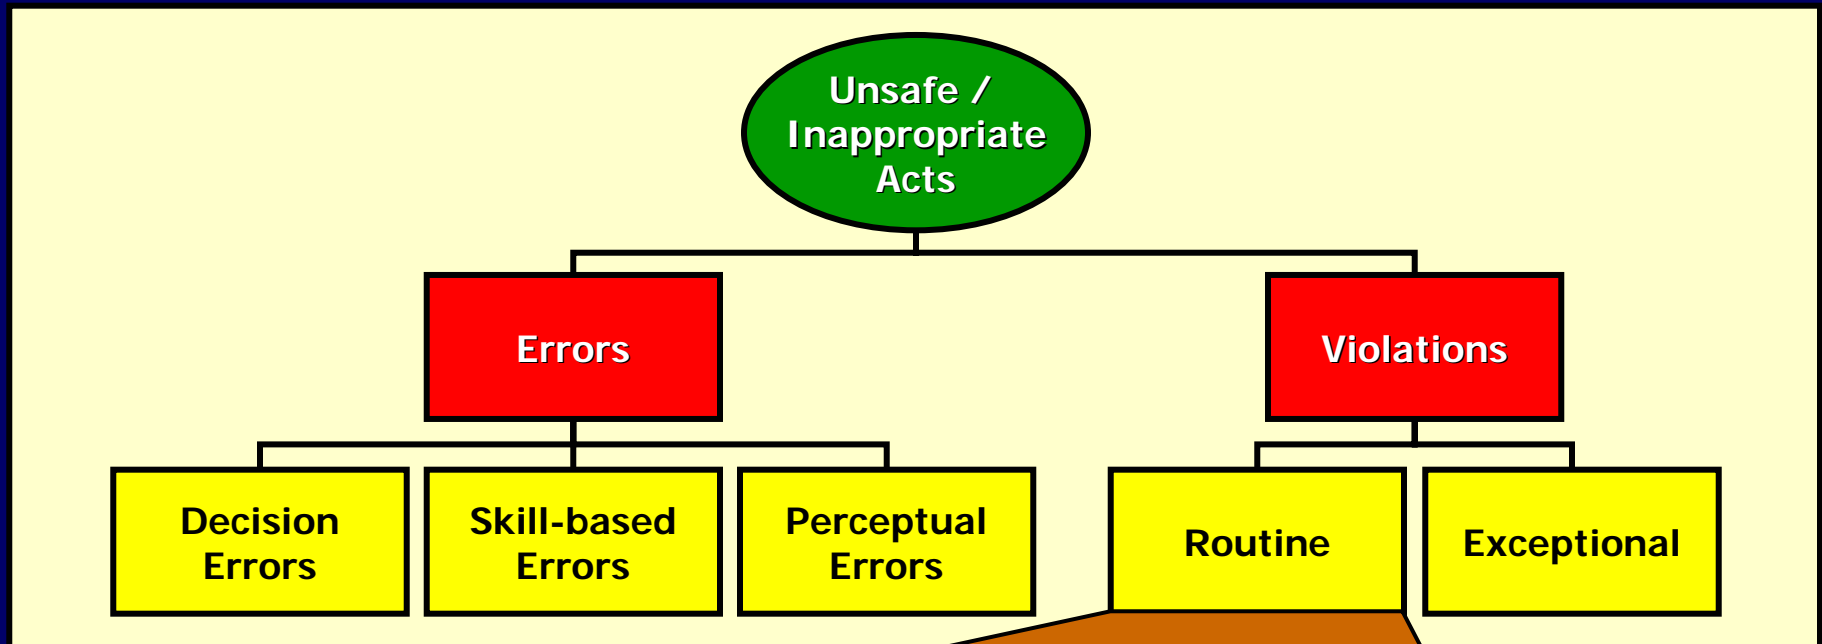 Unsafe /
Inappropriate
Acts
Errors
Violations
Decision
Errors
Skill-based
Errors
Perceptual
Errors
Routine
Exceptional